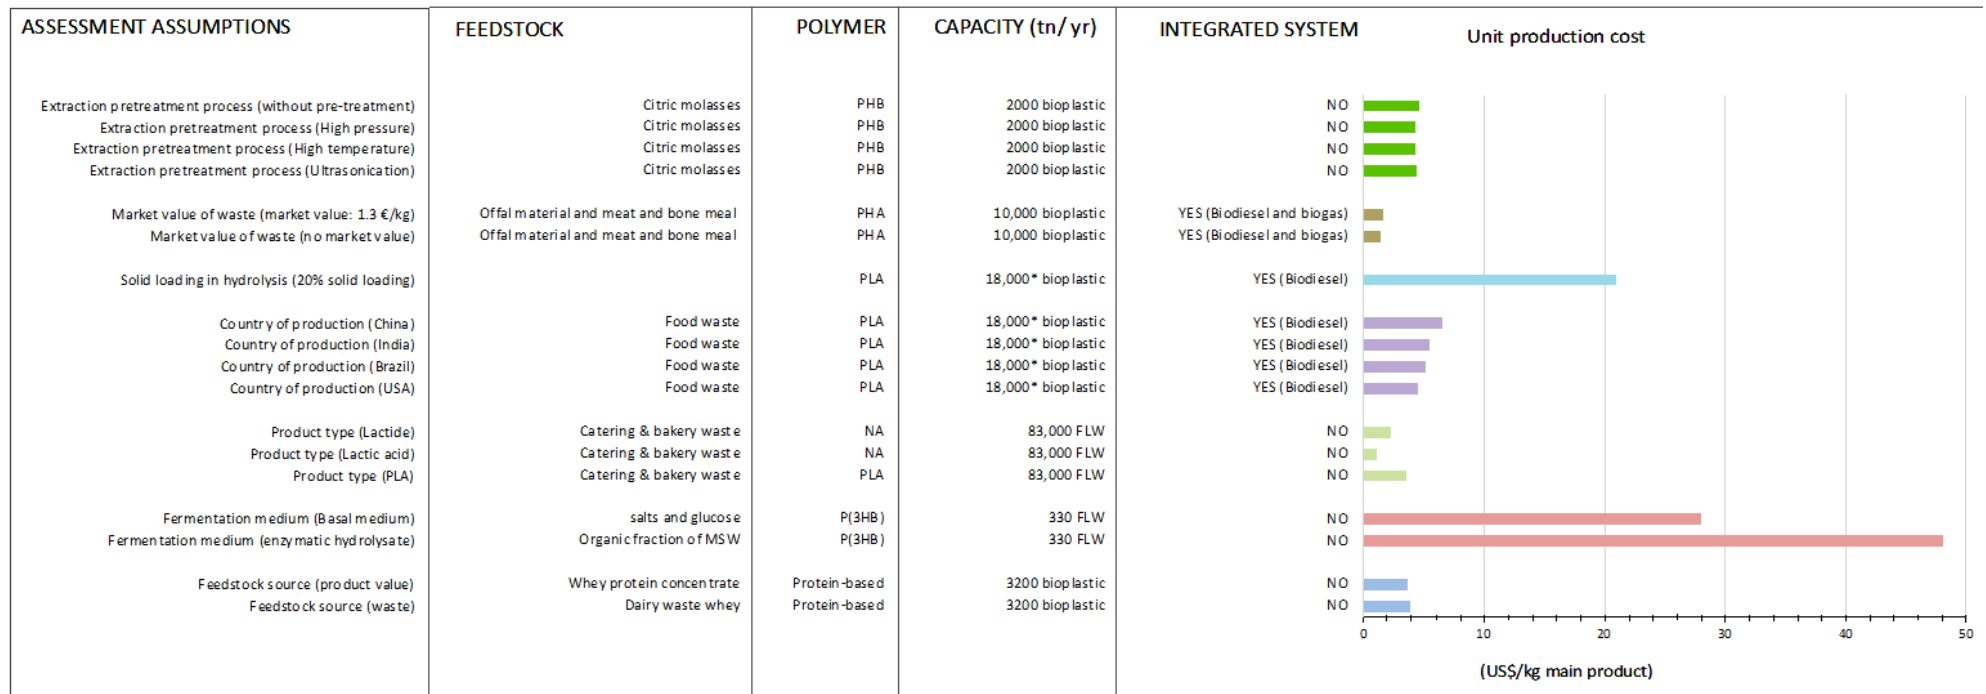 ASSESSMENT ASSUMPTIONS FEEDSTOCK POLYMER CAPACITY (tn/ yr) INTEGRATED SYSTEM Unit production cost
Extraction pretreatment process (without pre-treatment) Citric molasses PHB 2000 bioplastic NO
Extraction pretreatment process (High pressure) Citric molasses PHB 2000 bioplastic NO
Extraction pretreatment process (High temperature) Citric molasses PHB 2000 bioplastic NO
Extraction pretreatment process (Ultrasonication) Citric molasses PHB 2000 bioplastic NO
Market value of waste (market value: 1.3 €/kg) Offal material and meat and bone meal PHA 10,000 bioplastic YES (Biodiesel and biogas)
Market value of waste (no market value) Offal material and meat and bone meal PHA 10,000 bioplastic YES (Biodiesel and biogas)
Solid loading in hydrolysis (20% solid loading) PLA 18,000* bioplastic YES (Biodiesel)
Country of production (China) Food waste PLA 18,000* bioplastic YES (Biodiesel)
Country of production (India) Food waste PLA 18,000* bioplastic YES (Biodiesel)
Country of production (Brazil) Food waste PLA 18,000* bioplastic YES (Biodiesel)
Country of production (USA) Food waste PLA 18,000* bioplastic YES (Biodiesel)
Product type (Lactide) Catering & bakery waste NA 83,000 FLW NO
Product type (Lactic acid) Catering & bakery waste NA 83,000 FLW NO
Product type (PLA) Catering & bakery waste PLA 83,000 FLW NO
Fermentation medium (Basal medium) salts and glucose P(3HB) 330 FLW NO
Fermentation medium (enzymatic hydrolysate) Organic fraction of MSW P(3HB) 330 FLW NO
Feedstock source (product value) Whey protein concentrate Protein-based 3200 bioplastic NO
Feedstock source (waste) Dairy waste whey Protein-based 3200 bioplastic NO
0 10 20 30 40 50
(US$/kg main product)